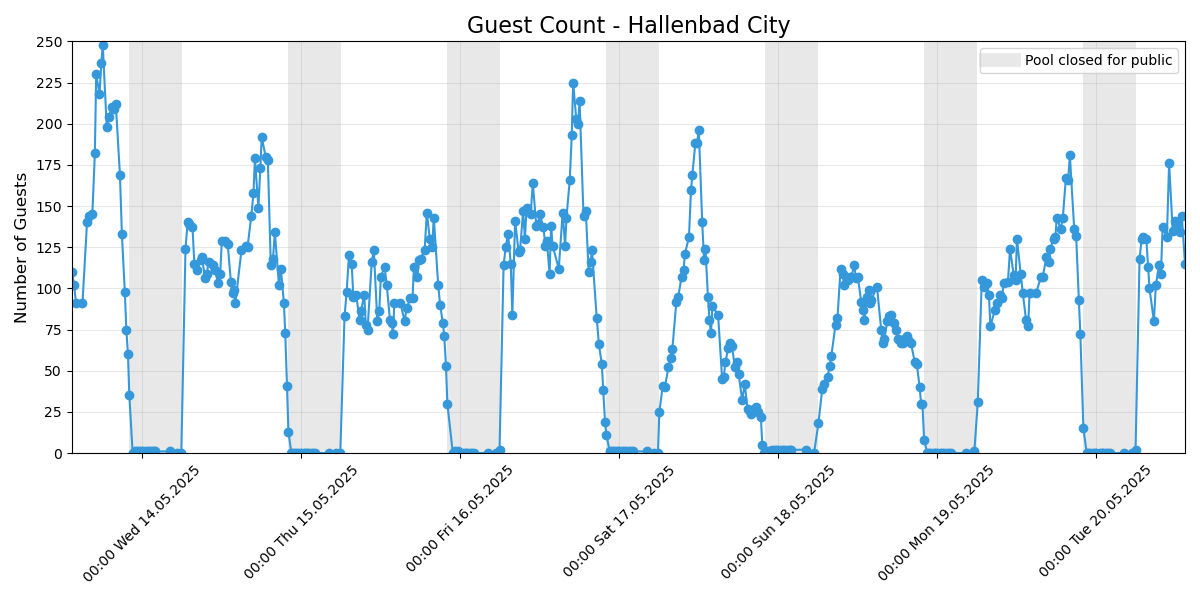 Guest Count - Hallenbad City
Pool closed for public
Number of Guests
250
225
200
175
150
125
100
75
50
25
0
00:00 Wed 14.05.2025
00:00 Thu 15.05.2025
00:00 Fri 16.05.2025
00:00 Sat 17.05.2025
00:00 Sun 18.05.2025
00:00 Mon 19.05.2025
00:00 Tue 20.05.2025